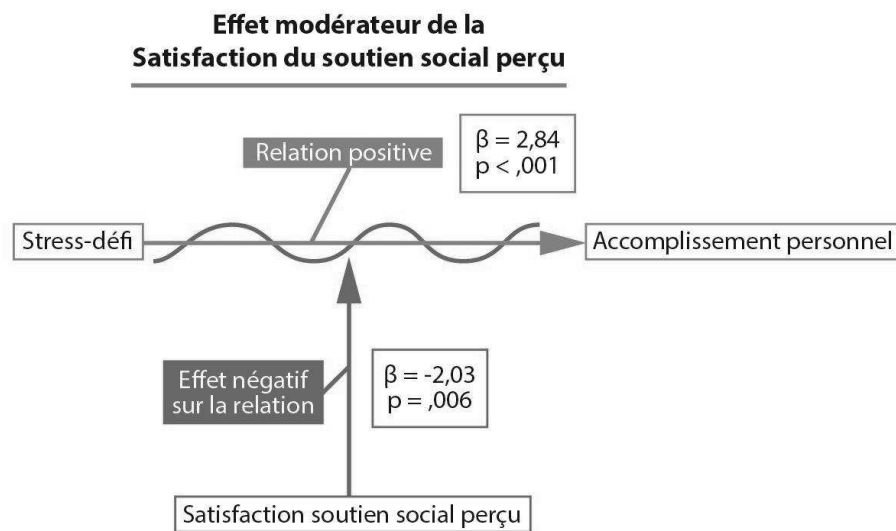 Effet modérateur de la
Satisfaction du soutien social perçu
Relation positive
β = 2,84
p < ,001
Stress-défi
Accomplissement personnel
Effet négatif
sur la relation
β = -2,03
p = ,006
Satisfaction soutien social perçu